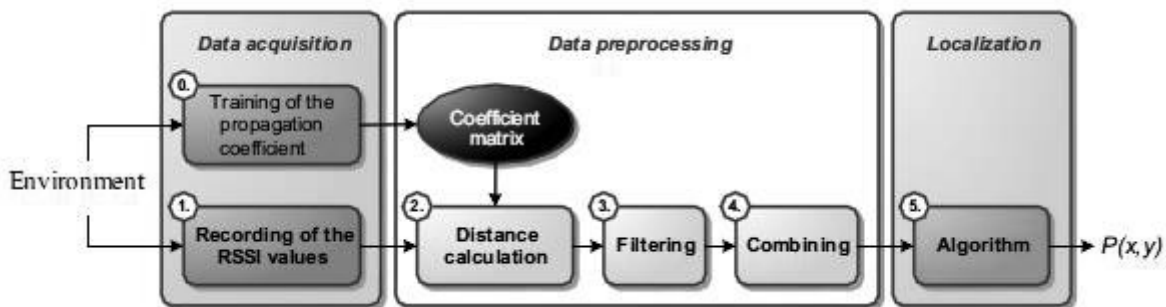 Data acquisition
Data preprocessing
Localization
0.
Training of the
propagation
coefficient
Coefficient
matrix
Environment
1.
Recording of the
RSSI values
2.
Distance
calculation
3.
Filtering
4.
Combining
5.
Algorithm
P(x,y)